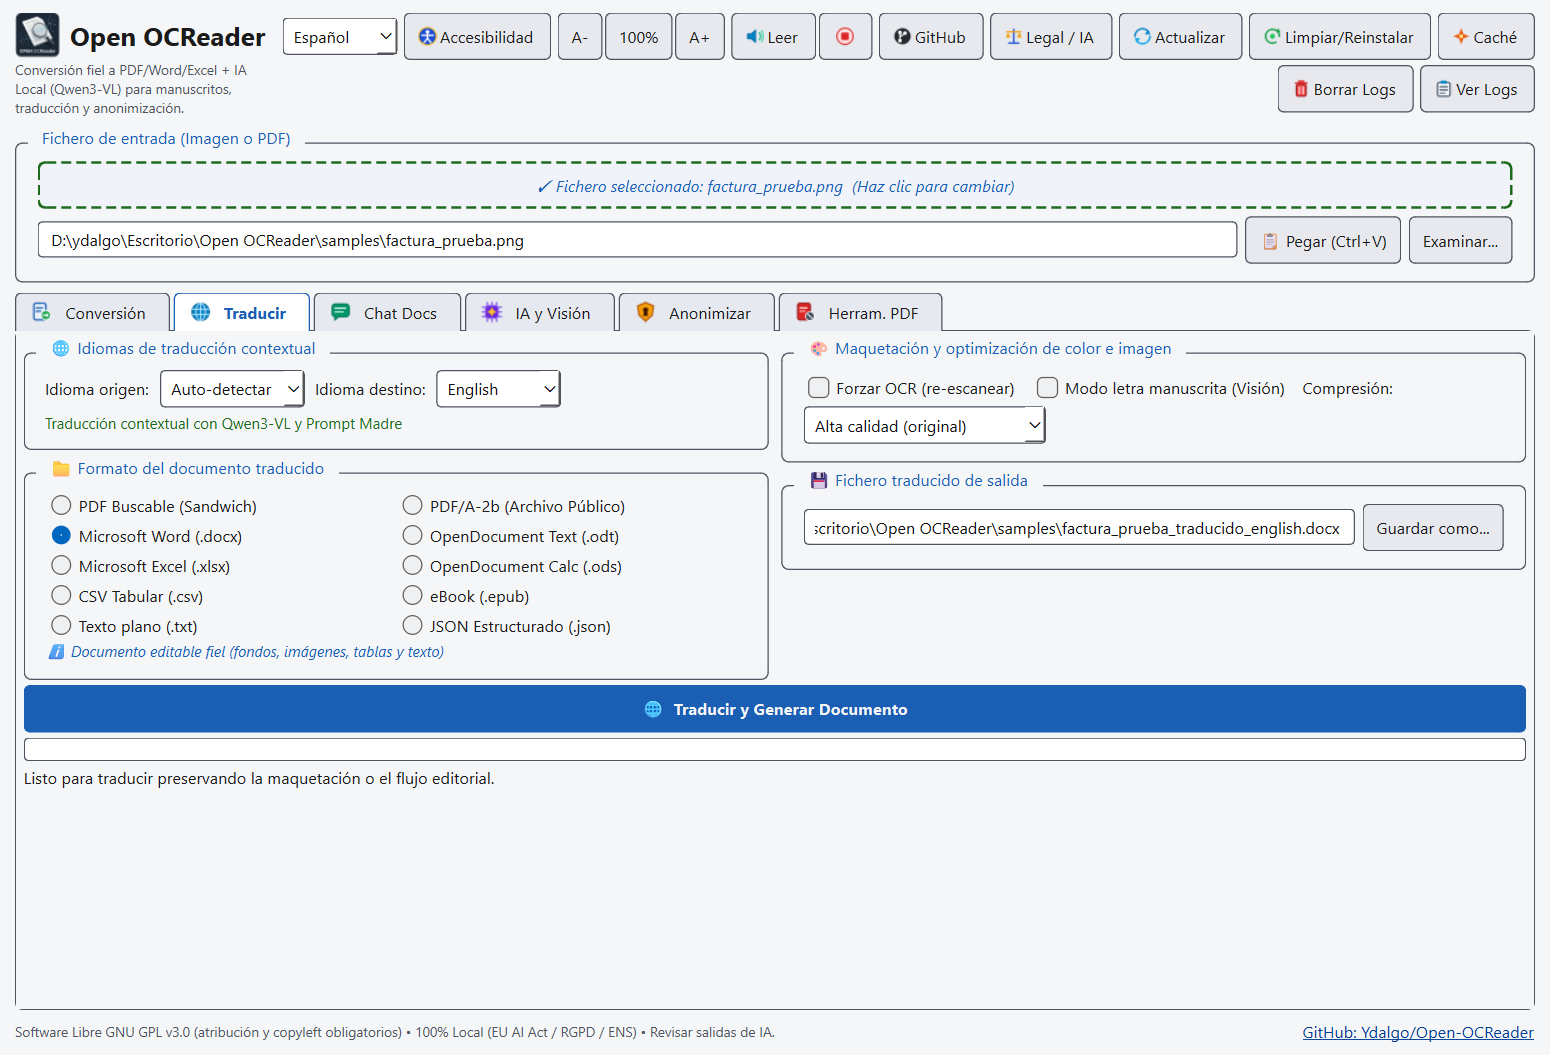 Open OCReader
Español
Accesibilidad
A-
100%
A+
Leer
GitHub
Legal / IA
Actualizar
Limpiar/Reinstalar
Caché
Conversión fiel a PDF/Word/Excel + IA
Local (Qwen3-VL) para manuscritos,
traducción y anonimización.
Borrar Logs
Ver Logs
Fichero de entrada (Imagen o PDF)
✓ Fichero seleccionado: factura_prueba.png (Haz clic para cambiar)
D:\ydalgo\Escritorio\Open OCReader\samples\factura_prueba.png
Pegar (Ctrl+V)
Examinar...
Conversión
Traducir
Chat Docs
IA y Visión
Anonimizar
Herram. PDF
Idiomas de traducción contextual
Idioma origen:
Auto-detectar
Idioma destino:
English
Traducción contextual con Qwen3-VL y Prompt Madre
Formato del documento traducido
PDF Buscable (Sandwich)
PDF/A-2b (Archivo Público)
Microsoft Word (.docx)
OpenDocument Text (.odt)
Microsoft Excel (.xlsx)
OpenDocument Calc (.ods)
CSV Tabular (.csv)
eBook (.epub)
Texto plano (.txt)
JSON Estructurado (.json)
Documento editable fiel (fondos, imágenes, tablas y texto)
Maquetación y optimización de color e imagen
Forzar OCR (re-escanear)
Modo letra manuscrita (Visión)
Compresión:
Alta calidad (original)
Fichero traducido de salida
scritorio\Open OCReader\samples\factura_prueba_traducido_english.docx
Guardar como...
Traducir y Generar Documento
Listo para traducir preservando la maquetación o el flujo editorial.
Software Libre GNU GPL v3.0 (atribución y copyleft obligatorios) • 100% Local (EU AI Act / RGPD / ENS) • Revisar salidas de IA.
GitHub: Ydalgo/Open-OCReader